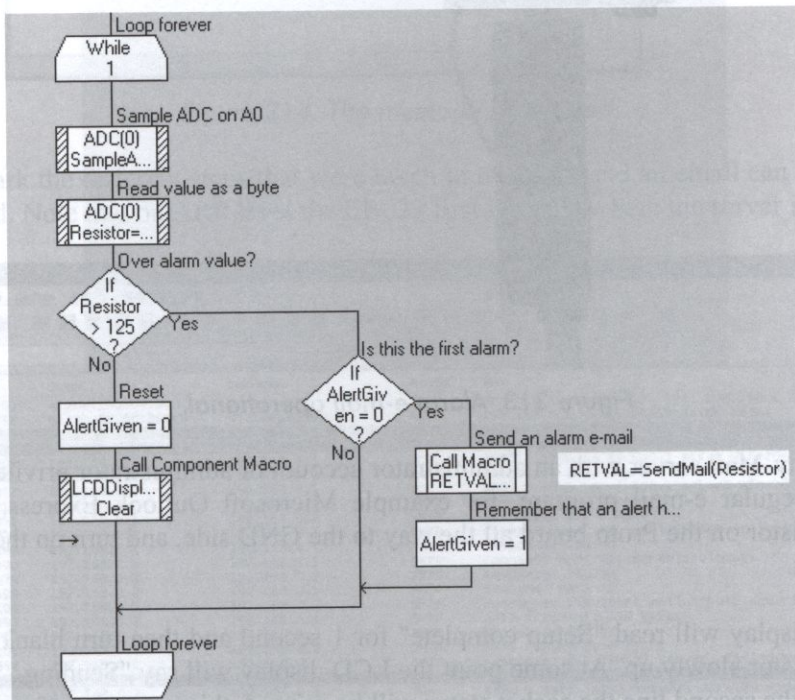 Loop forever
While
1
Sample ADC on A0
ADC(0)
SampleA...
Read value as a byte
ADC(0)
Resistor=...
Over alarm value?
If
Resistor
> 125
?
Yes
No
Is this the first alarm?
If
AlertGiv
en = 0
?
Yes
No
Reset
AlertGiven = 0
Call Component Macro
LCDDisp...
Clear
Send an alarm e-mail
Call Macro
RETVAL...
RETVAL=SendMail(Resistor)
Remember that an alert h...
AlertGiven = 1
Loop forever